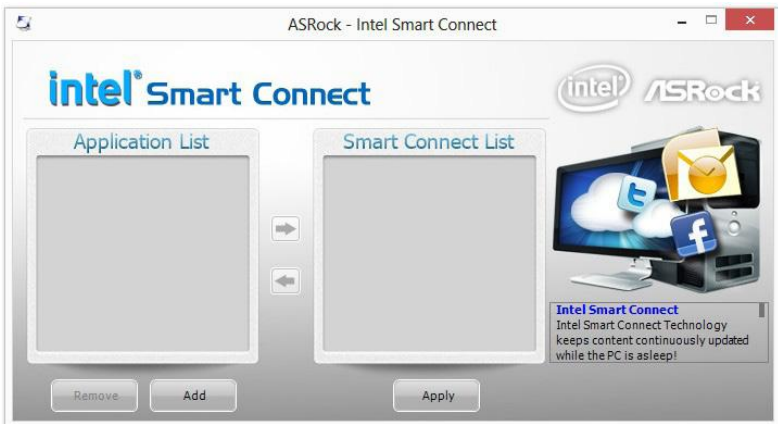 ASRock - Intel Smart Connect
intel® Smart Connect
intel® ASRock
Application List
Smart Connect List
Intel Smart Connect
Intel Smart Connect Technology
keeps content continuously updated
while the PC is asleep!
Remove
Add
Apply